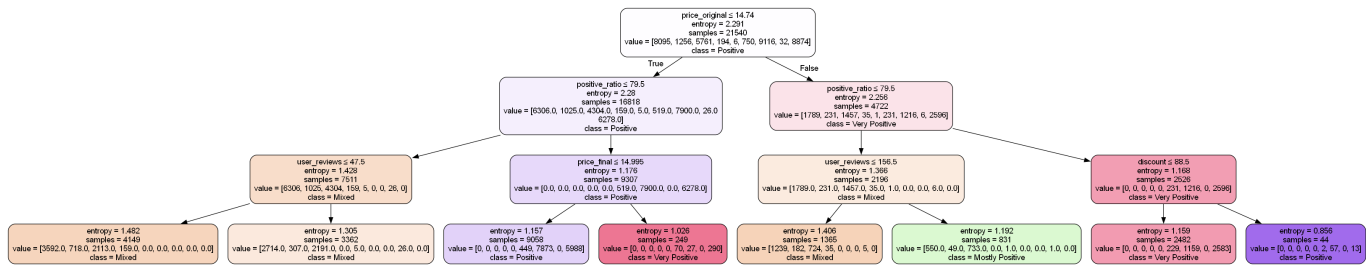 price_original ≤ 14.74
entropy = 2.291
samples = 21540
value = [8095, 1256, 5761, 194, 6, 750, 9116, 32, 8874]
class = Positive
True
False
positive_ratio ≤ 79.5
entropy = 2.28
samples = 16818
value = [6306.0, 1025.0, 4304.0, 159.0, 5.0, 519.0, 7900.0, 26.0
6278.0]
class = Positive
positive_ratio ≤ 79.5
entropy = 2.256
samples = 4722
value = [1789, 231, 1457, 35, 1, 231, 1216, 6, 2596]
class = Very Positive
user_reviews ≤ 47.5
entropy = 1.428
samples = 7511
value = [6306, 1025, 4304, 159, 5, 0, 0, 26, 0]
class = Mixed
price_final ≤ 14.995
entropy = 1.176
samples = 9307
value = [0.0, 0.0, 0.0, 0.0, 0.0, 519.0, 7900.0, 0.0, 6278.0]
class = Positive
user_reviews ≤ 156.5
entropy = 1.366
samples = 2196
value = [1789.0, 231.0, 1457.0, 35.0, 1.0, 0.0, 0.0, 6.0, 0.0]
class = Mixed
discount ≤ 88.5
entropy = 1.168
samples = 2526
value = [0, 0, 0, 0, 0, 231, 1216, 0, 2596]
class = Very Positive
entropy = 1.482
samples = 4149
value = [3592.0, 718.0, 2113.0, 159.0, 0.0, 0.0, 0.0, 0.0, 0.0]
class = Mixed
entropy = 1.305
samples = 3362
value = [2714.0, 307.0, 2191.0, 0.0, 5.0, 0.0, 0.0, 26.0, 0.0]
class = Mixed
entropy = 1.157
samples = 9058
value = [0, 0, 0, 0, 0, 449, 7873, 0, 5988]
class = Positive
entropy = 1.026
samples = 249
value = [0, 0, 0, 0, 0, 70, 27, 0, 290]
class = Very Positive
entropy = 1.406
samples = 1365
value = [1239, 182, 724, 35, 0, 0, 0, 5, 0]
class = Mixed
entropy = 1.192
samples = 831
value = [550.0, 49.0, 733.0, 0.0, 1.0, 0.0, 0.0, 1.0, 0.0]
class = Mostly Positive
entropy = 1.159
samples = 2482
value = [0, 0, 0, 0, 0, 229, 1159, 0, 2583]
class = Very Positive
entropy = 0.856
samples = 44
value = [0, 0, 0, 0, 0, 2, 57, 0, 13]
class = Positive